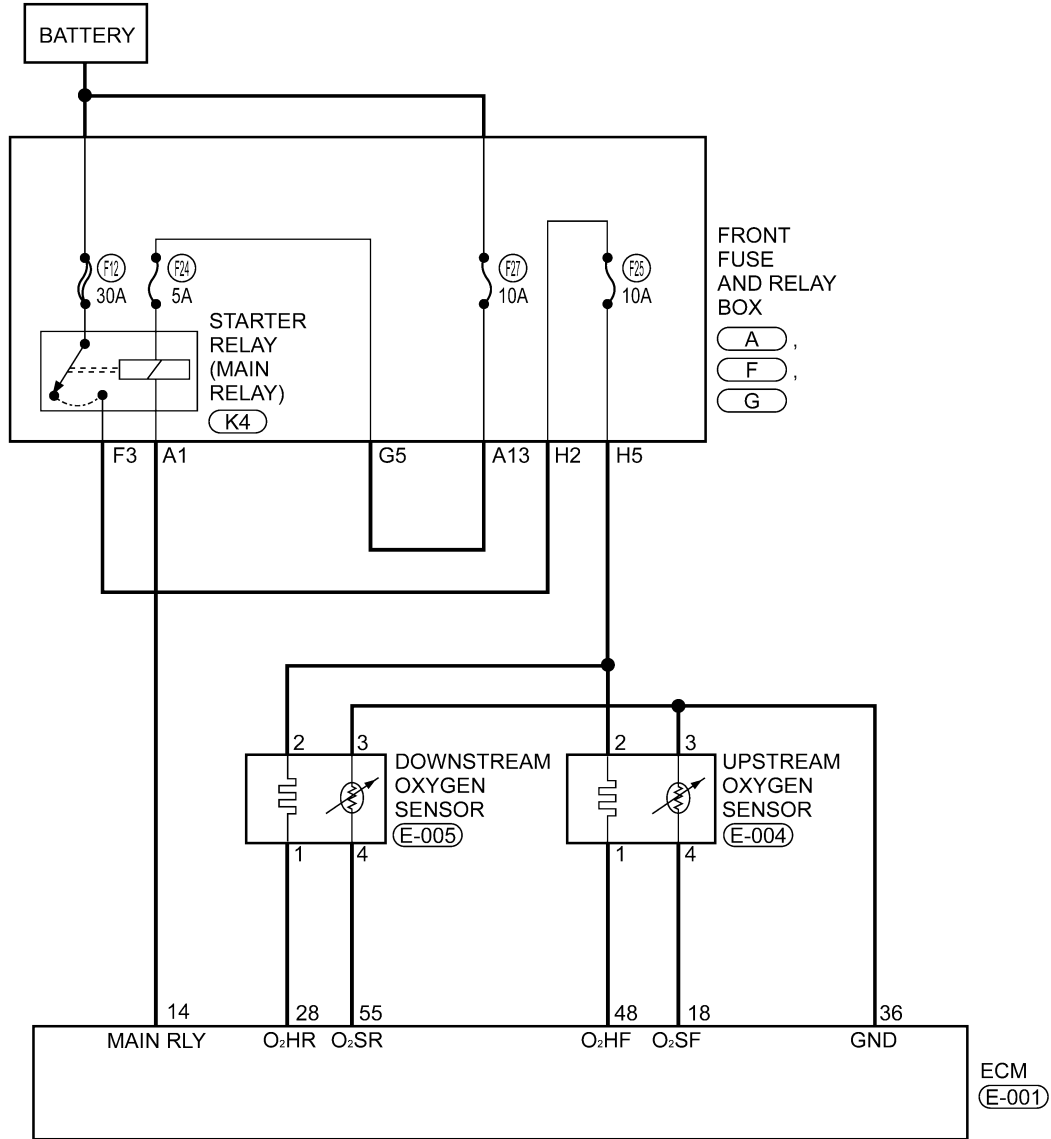 BATTERY
FRONT
FUSE
AND RELAY
BOX
A ,
F ,
G
F12
30A
F24
5A
F27
10A
F25
10A
STARTER
RELAY
(MAIN
RELAY)
K4
F3 A1 G5 A13 H2 H5
2 3 DOWNSTREAM
OXYGEN
SENSOR
E-005
1 4
2 3 UPSTREAM
OXYGEN
SENSOR
E-004
1 4
14 28 55 48 18 36
MAIN RLY O₂HR O₂SR O₂HF O₂SF GND
ECM
E-001